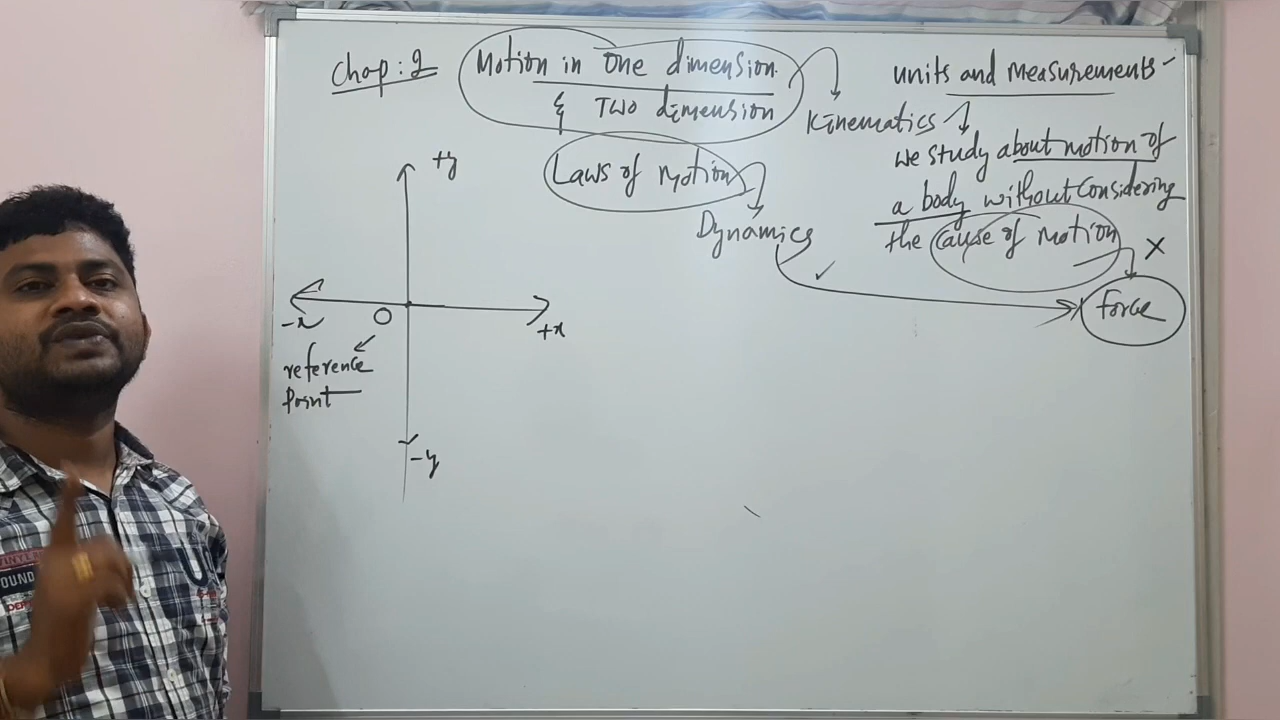 Chap: 2
Motion in One dimension
& Two dimension
Kinematics
units and Measurements
we study about motion of
a body without Considering
the Cause of Motion
X
Force
Laws of Motion
Dynamics
+y
-x
O
+x
reference
Point
-y